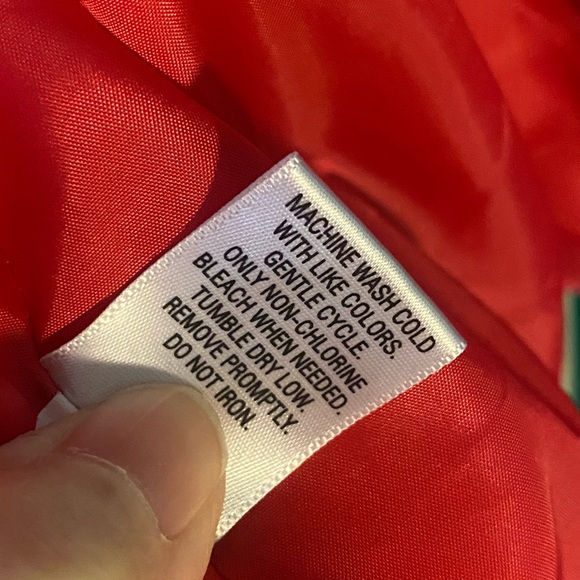 MACHINE WASH COLD
WITH LIKE COLORS.
GENTLE CYCLE.
ONLY NON-CHLORINE
BLEACH WHEN NEEDED.
TUMBLE DRY LOW.
REMOVE PROMPTLY.
DO NOT IRON.